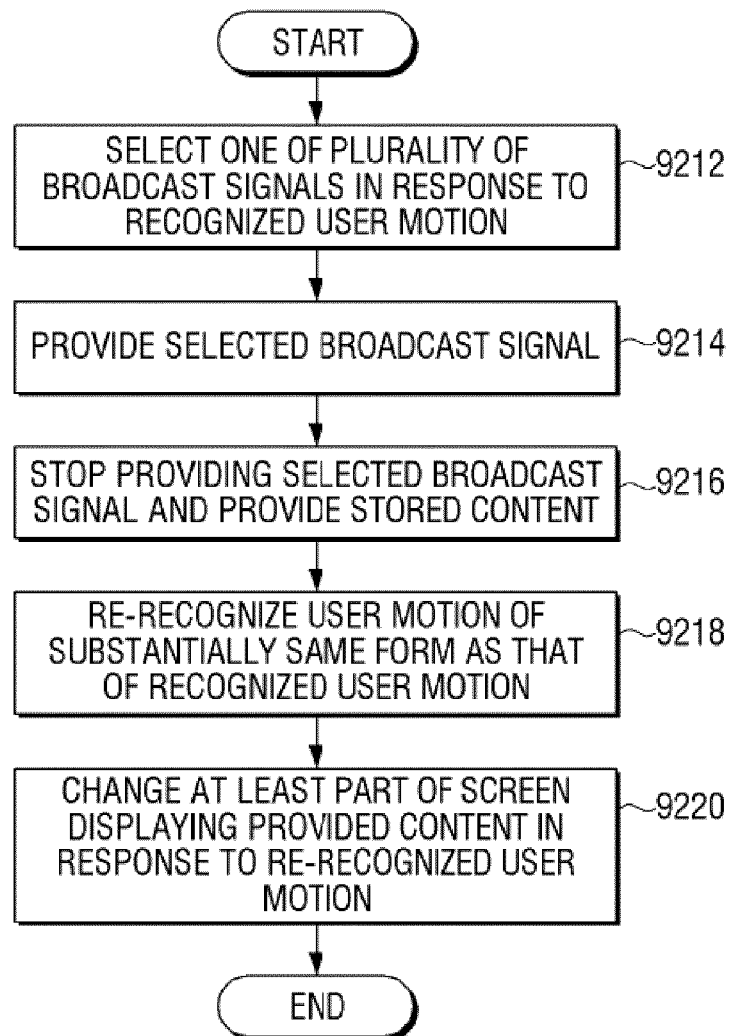 START
SELECT ONE OF PLURALITY OF
BROADCAST SIGNALS IN RESPONSE TO
RECOGNIZED USER MOTION
9212
PROVIDE SELECTED BROADCAST SIGNAL
9214
STOP PROVIDING SELECTED BROADCAST
SIGNAL AND PROVIDE STORED CONTENT
9216
RE-RECOGNIZE USER MOTION OF
SUBSTANTIALLY SAME FORM AS THAT
OF RECOGNIZED USER MOTION
9218
CHANGE AT LEAST PART OF SCREEN
DISPLAYING PROVIDED CONTENT IN
RESPONSE TO RE-RECOGNIZED USER
MOTION
9220
END